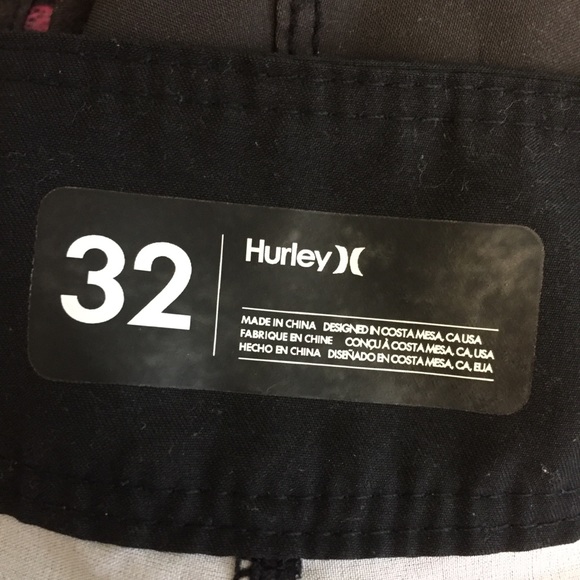 32
Hurley
MADE IN CHINA DESIGNED IN COSTA MESA, CA USA
FABRIQUE EN CHINE CONÇU À COSTA MESA, CA, USA
HECHO EN CHINA DISEÑADO EN COSTA MESA, CA, EUA